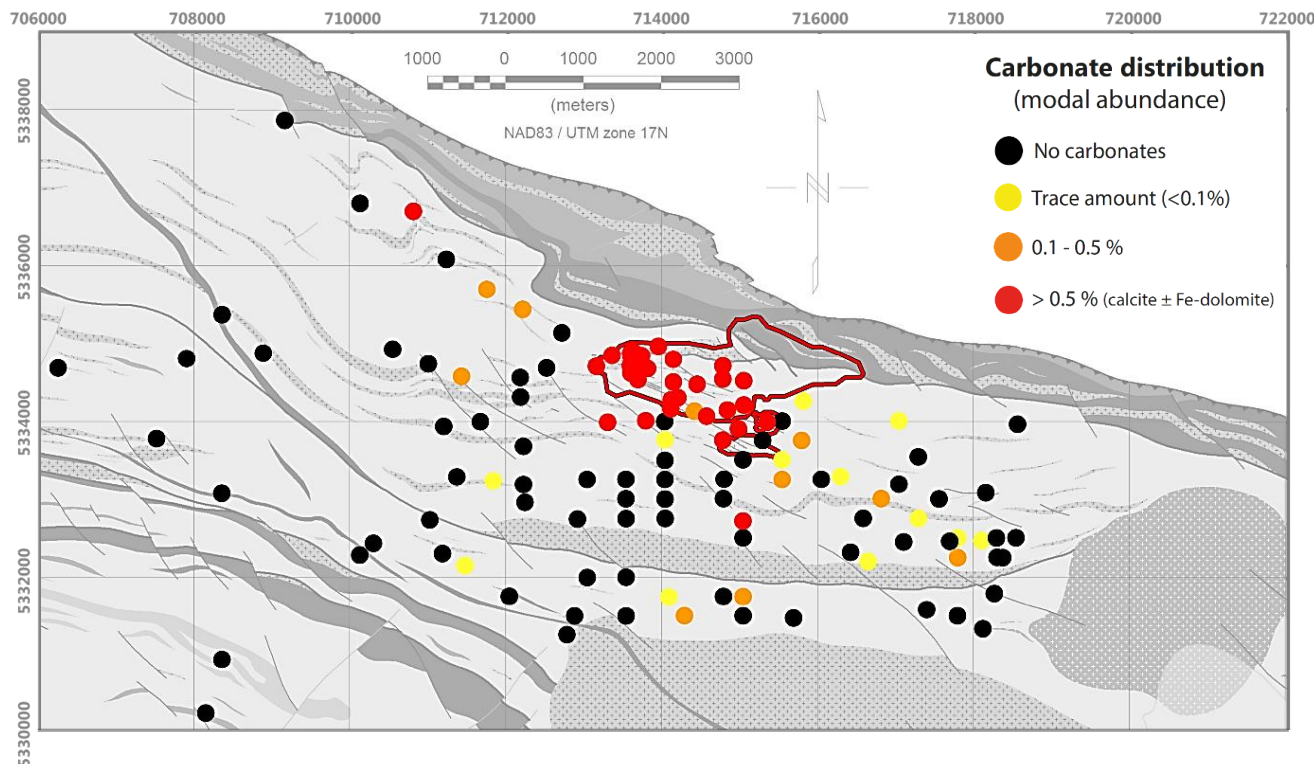 706000 708000 710000 712000 714000 716000 718000 720000 722000
5338000
5336000
5334000
5332000
5330000
1000 0 1000 2000 3000
(meters)
NAD83 / UTM zone 17N
N
Carbonate distribution
(modal abundance)
No carbonates
Trace amount (<0.1%)
0.1 - 0.5 %
> 0.5 % (calcite ± Fe-dolomite)